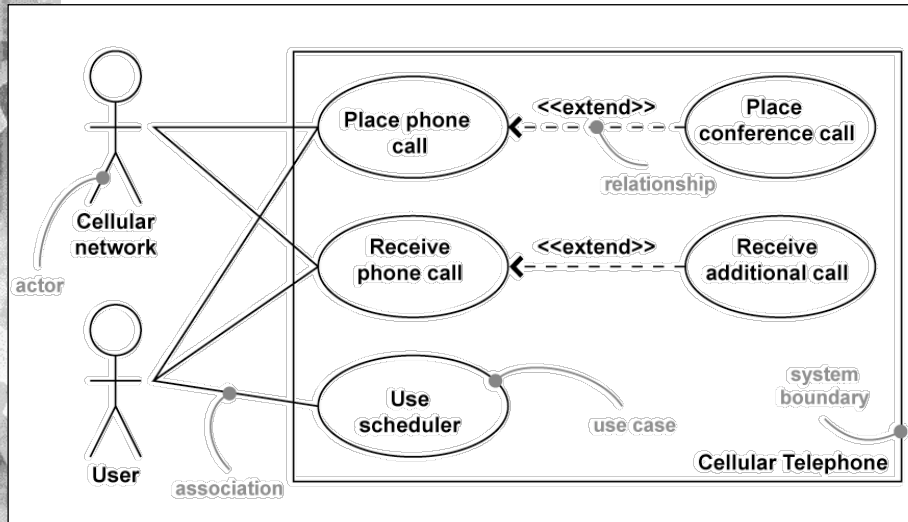 <<extend>>
Place phone
call
Place
conference call
relationship
Cellular
network
actor
<<extend>>
Receive
phone call
Receive
additional call
Use
scheduler
use case
system
boundary
User
association
Cellular Telephone